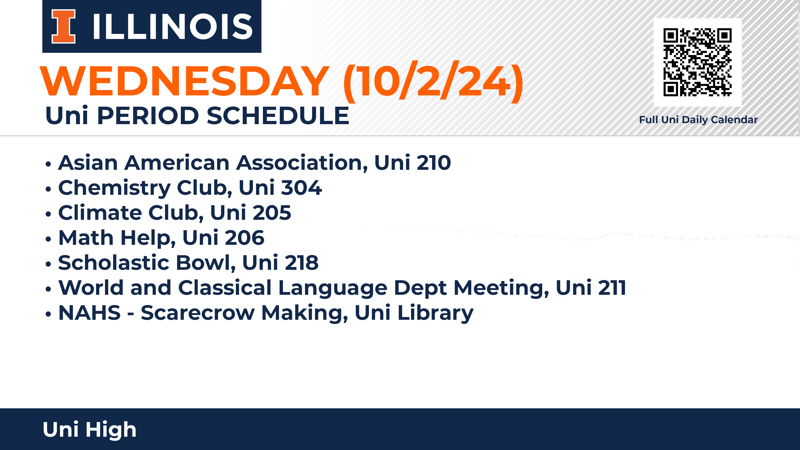 I ILLINOIS
WEDNESDAY (10/2/24)
Uni PERIOD SCHEDULE
Full Uni Daily Calendar
• Asian American Association, Uni 210
• Chemistry Club, Uni 304
• Climate Club, Uni 205
• Math Help, Uni 206
• Scholastic Bowl, Uni 218
• World and Classical Language Dept Meeting, Uni 211
• NAHS - Scarecrow Making, Uni Library
Uni High